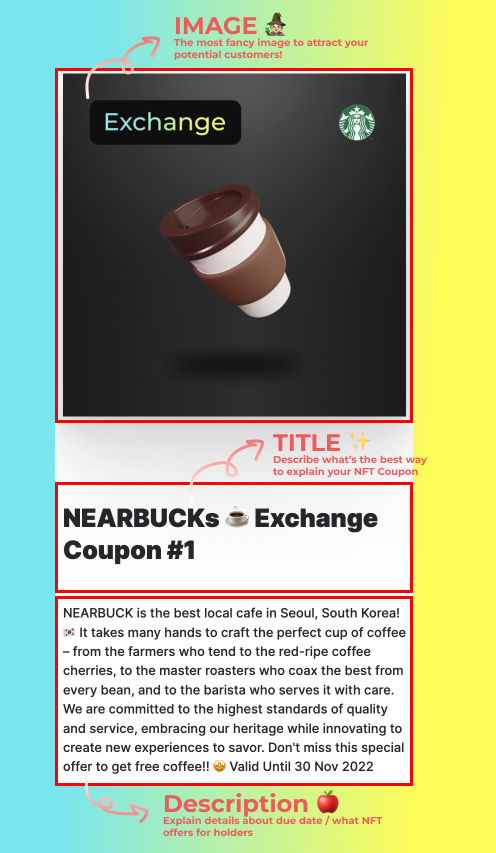 IMAGE 🧙🏻‍♀️
The most fancy image to attract your
potential customers!
Exchange
TITLE ✨
Describe what's the best way
to explain your NFT Coupon
NEARBUCKs ☕ Exchange
Coupon #1
NEARBUCK is the best local cafe in Seoul, South Korea!
🇰🇷 It takes many hands to craft the perfect cup of coffee
– from the farmers who tend to the red-ripe coffee
cherries, to the master roasters who coax the best from
every bean, and to the barista who serves it with care.
We are committed to the highest standards of quality
and service, embracing our heritage while innovating to
create new experiences to savor. Don't miss this special
offer to get free coffee!! 🤩 Valid Until 30 Nov 2022
Description 🍎
Explain details about due date / what NFT
offers for holders